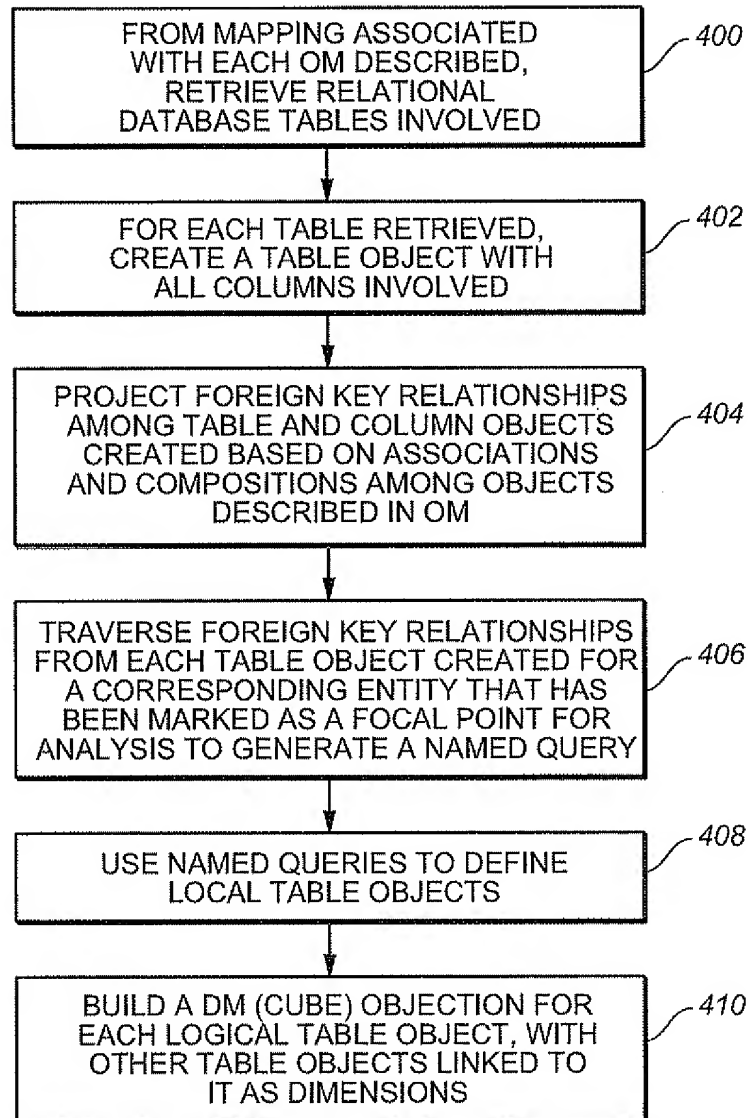 FROM MAPPING ASSOCIATED
WITH EACH OM DESCRIBED,
RETRIEVE RELATIONAL
DATABASE TABLES INVOLVED
400
FOR EACH TABLE RETRIEVED,
CREATE A TABLE OBJECT WITH
ALL COLUMNS INVOLVED
402
PROJECT FOREIGN KEY RELATIONSHIPS
AMONG TABLE AND COLUMN OBJECTS
CREATED BASED ON ASSOCIATIONS
AND COMPOSITIONS AMONG OBJECTS
DESCRIBED IN OM
404
TRAVERSE FOREIGN KEY RELATIONSHIPS
FROM EACH TABLE OBJECT CREATED FOR
A CORRESPONDING ENTITY THAT HAS
BEEN MARKED AS A FOCAL POINT FOR
ANALYSIS TO GENERATE A NAMED QUERY
406
USE NAMED QUERIES TO DEFINE
LOCAL TABLE OBJECTS
408
BUILD A DM (CUBE) OBJECTION FOR
EACH LOGICAL TABLE OBJECT, WITH
OTHER TABLE OBJECTS LINKED TO
IT AS DIMENSIONS
410